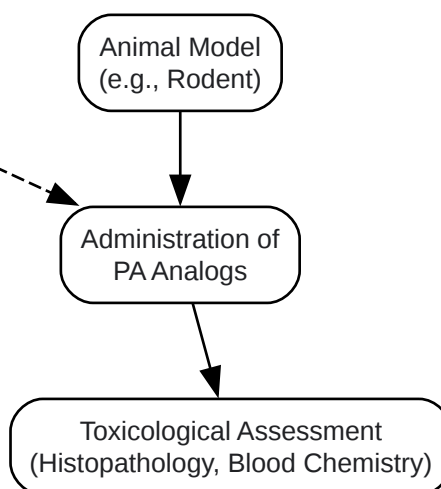 Animal Model
(e.g., Rodent)
Administration of
PA Analogs
Toxicological Assessment
(Histopathology, Blood Chemistry)